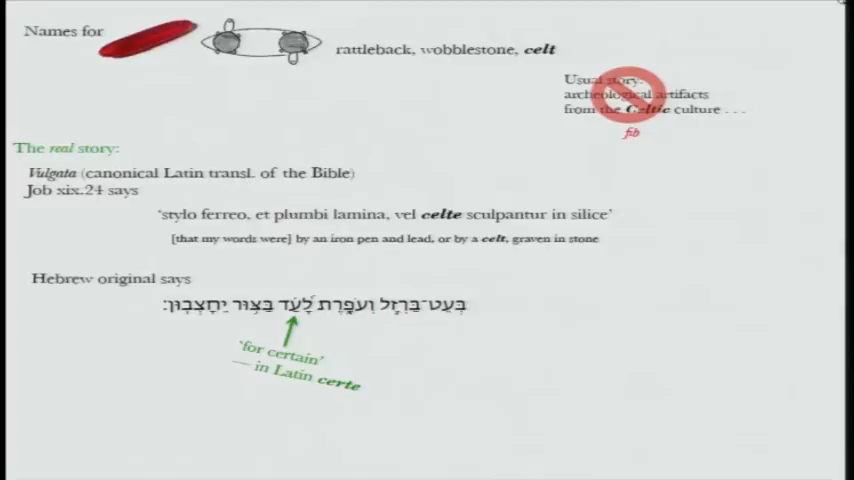 Names for
rattleback, wobblestone, celt
Usual story:
archeological artifacts
from the Celtic culture . . .
fib
The real story:
Vulgata (canonical Latin transl. of the Bible)
Job xix.24 says
‘stylo ferreo, et plumbi lamina, vel celte sculpantur in silice’
[that my words were] by an iron pen and lead, or by a celt, graven in stone
Hebrew original says
בְּעֵט־בַּרְזֶל וְעֹפָרֶת לָעַד בַּצּוּר יֵחָצְבוּן׃
‘for certain’
— in Latin certe